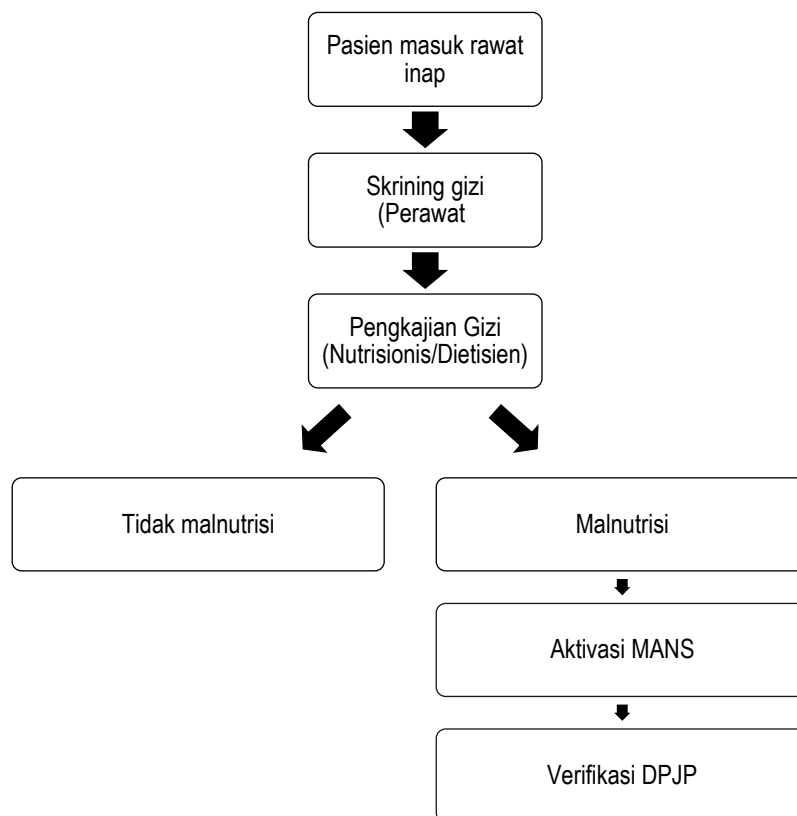 Pasien masuk rawat
inap
Skrining gizi
(Perawat
Pengkajian Gizi
(Nutrisionis/Dietisien)
Tidak malnutrisi
Malnutrisi
Aktivasi MANS
Verifikasi DPJP